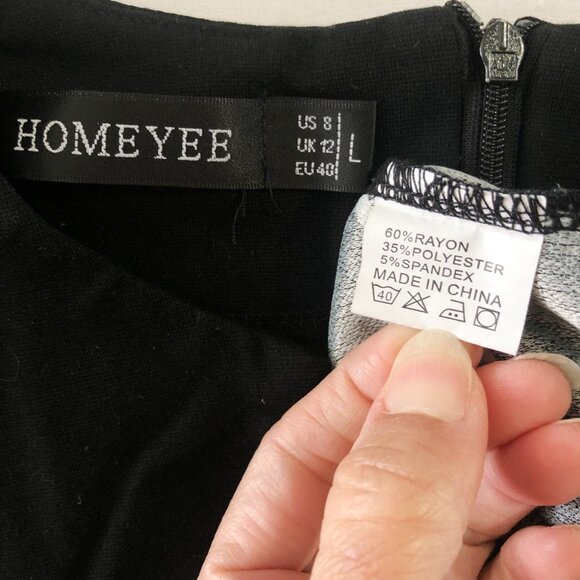 HOMEYEE
US 8
UK 12
EU 40
L
60%RAYON
35%POLYESTER
5%SPANDEX
MADE IN CHINA
40